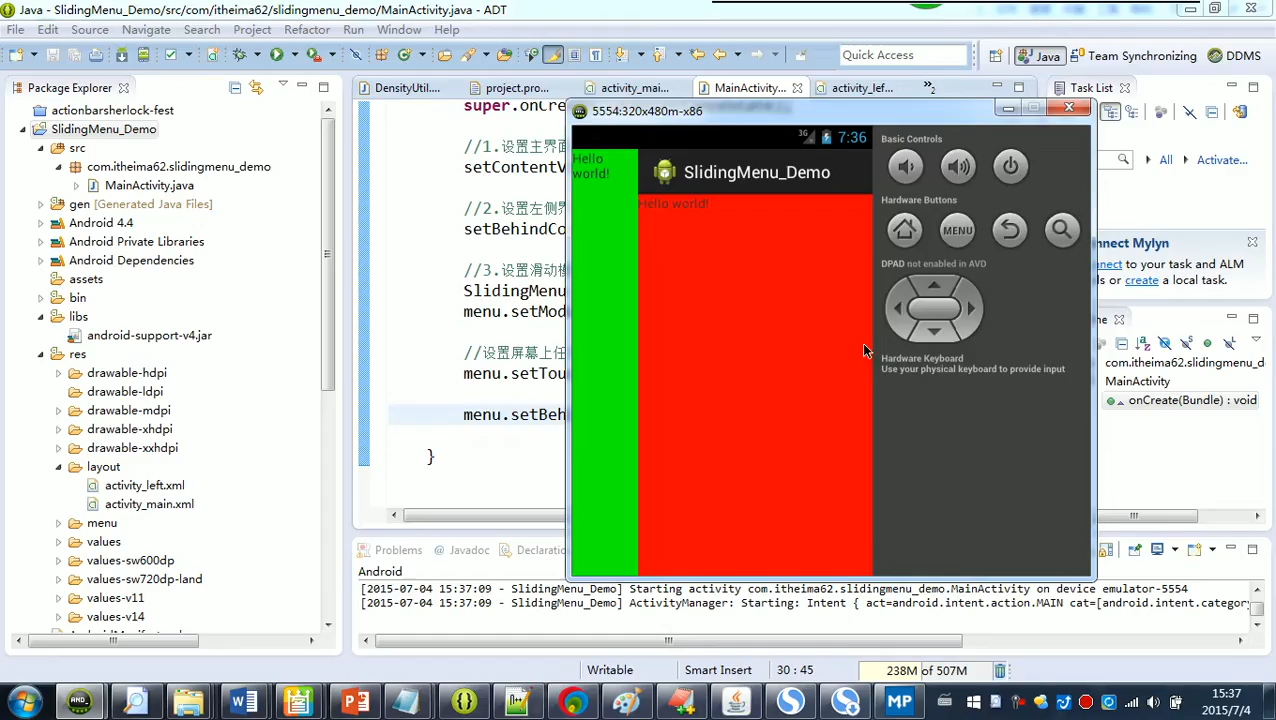 Java - SlidingMenu_Demo/src/com/itheima62/slidingmenu_demo/MainActivity.java - ADT
File Edit Source Navigate Search Project Refactor Run Window Help
Quick Access
Java
Team Synchronizing
DDMS
Package Explorer
DensityUtil....
project.pro...
activity_mai...
MainActivity....
activity_lef...
Task List
actionbarsherlock-fest
SlidingMenu_Demo
src
com.itheima62.slidingmenu_demo
MainActivity.java
gen [Generated Java Files]
Android 4.4
Android Private Libraries
Android Dependencies
assets
bin
libs
android-support-v4.jar
res
drawable-hdpi
drawable-ldpi
drawable-mdpi
drawable-xhdpi
drawable-xxhdpi
layout
activity_left.xml
activity_main.xml
menu
values
values-sw600dp
values-sw720dp-land
values-v11
values-v14
super.onCre
//1.设置主界面
setContentV
//2.设置左侧界
setBehindCo
//3.设置滑动模
SlidingMenu
menu.setMod
//设置屏幕上任
menu.setTou
menu.setBeh
}
5554:320x480m-x86
3G 7:36
Hello
world!
SlidingMenu_Demo
Hello world!
Basic Controls
Hardware Buttons
MENU
DPAD not enabled in AVD
Hardware Keyboard
Use your physical keyboard to provide input
All
Activate...
nnect Mylyn
nnect to your task and ALM
or create a local task.
ne
com.itheima62.slidingmenu_d
MainActivity
onCreate(Bundle) : void
Problems
Javadoc
Declaratio
Android
[2015-07-04 15:37:09 - SlidingMenu_Demo] Starting activity com.itheima62.slidingmenu_demo.MainActivity on device emulator-5554
[2015-07-04 15:37:09 - SlidingMenu_Demo] ActivityManager: Starting: Intent { act=android.intent.action.MAIN cat=[android.intent.category
Writable
Smart Insert
30 : 45
238M of 507M
15:37
2015/7/4